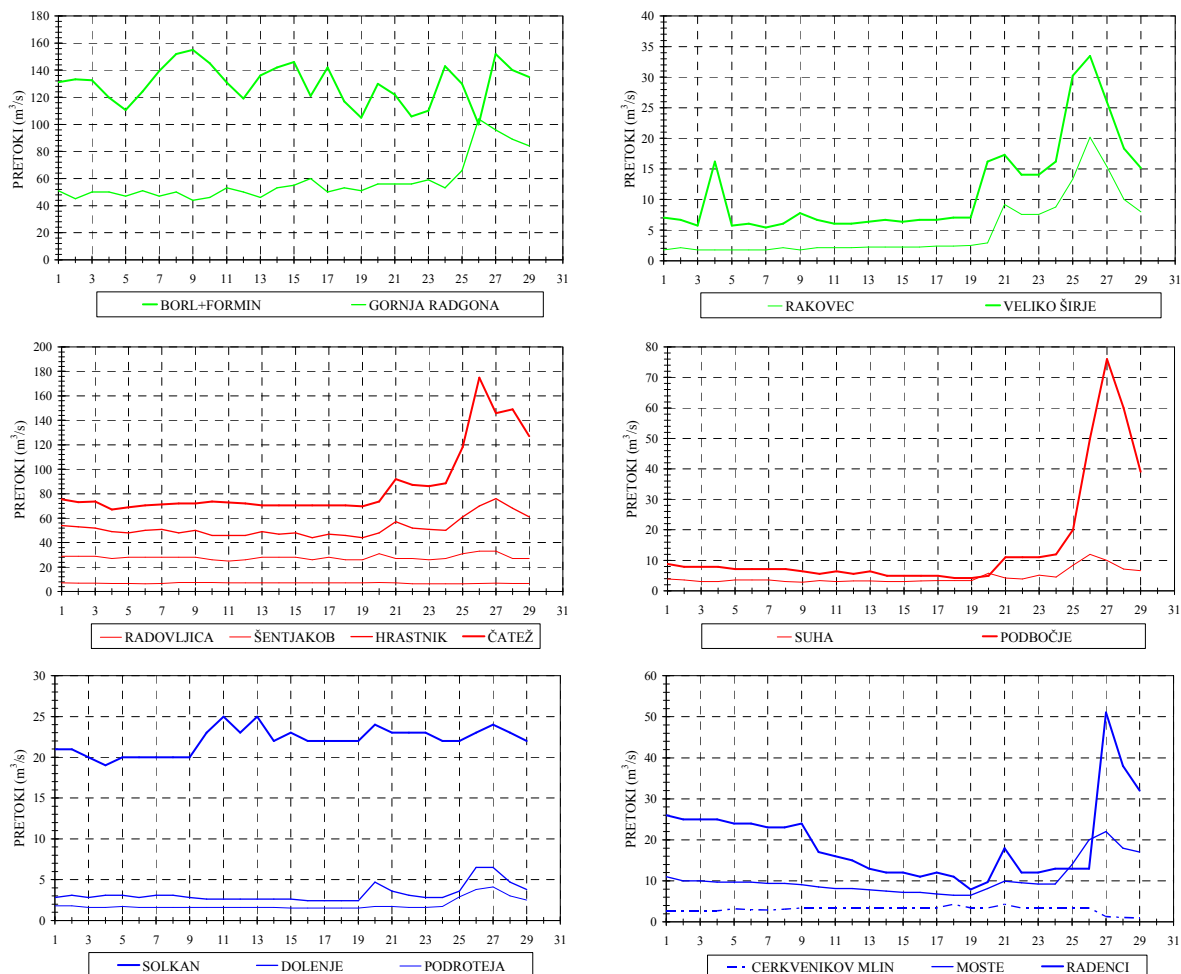 PRETOKI (m³/s)
180
160
140
120
100
80
60
40
20
0
1 3 5 7 9 11 13 15 17 19 21 23 25 27 29 31
BORL+FORMIN GORNJA RADGONA
PRETOKI (m³/s)
40
35
30
25
20
15
10
5
0
1 3 5 7 9 11 13 15 17 19 21 23 25 27 29 31
RAKOVEC VELIKO ŠIRJE
PRETOKI (m³/s)
200
180
160
140
120
100
80
60
40
20
0
1 3 5 7 9 11 13 15 17 19 21 23 25 27 29 31
RADOVLJICA ŠENTJAKOB HRASTNIK ČATEŽ
PRETOKI (m³/s)
80
70
60
50
40
30
20
10
0
1 3 5 7 9 11 13 15 17 19 21 23 25 27 29 31
SUHA PODBOČJE
PRETOKI (m³/s)
30
25
20
15
10
5
0
1 3 5 7 9 11 13 15 17 19 21 23 25 27 29 31
SOLKAN DOLENJE PODROTEJA
PRETOKI (m³/s)
60
50
40
30
20
10
0
1 3 5 7 9 11 13 15 17 19 21 23 25 27 29 31
CERKVENIKOV MLIN MOSTE RADENCI